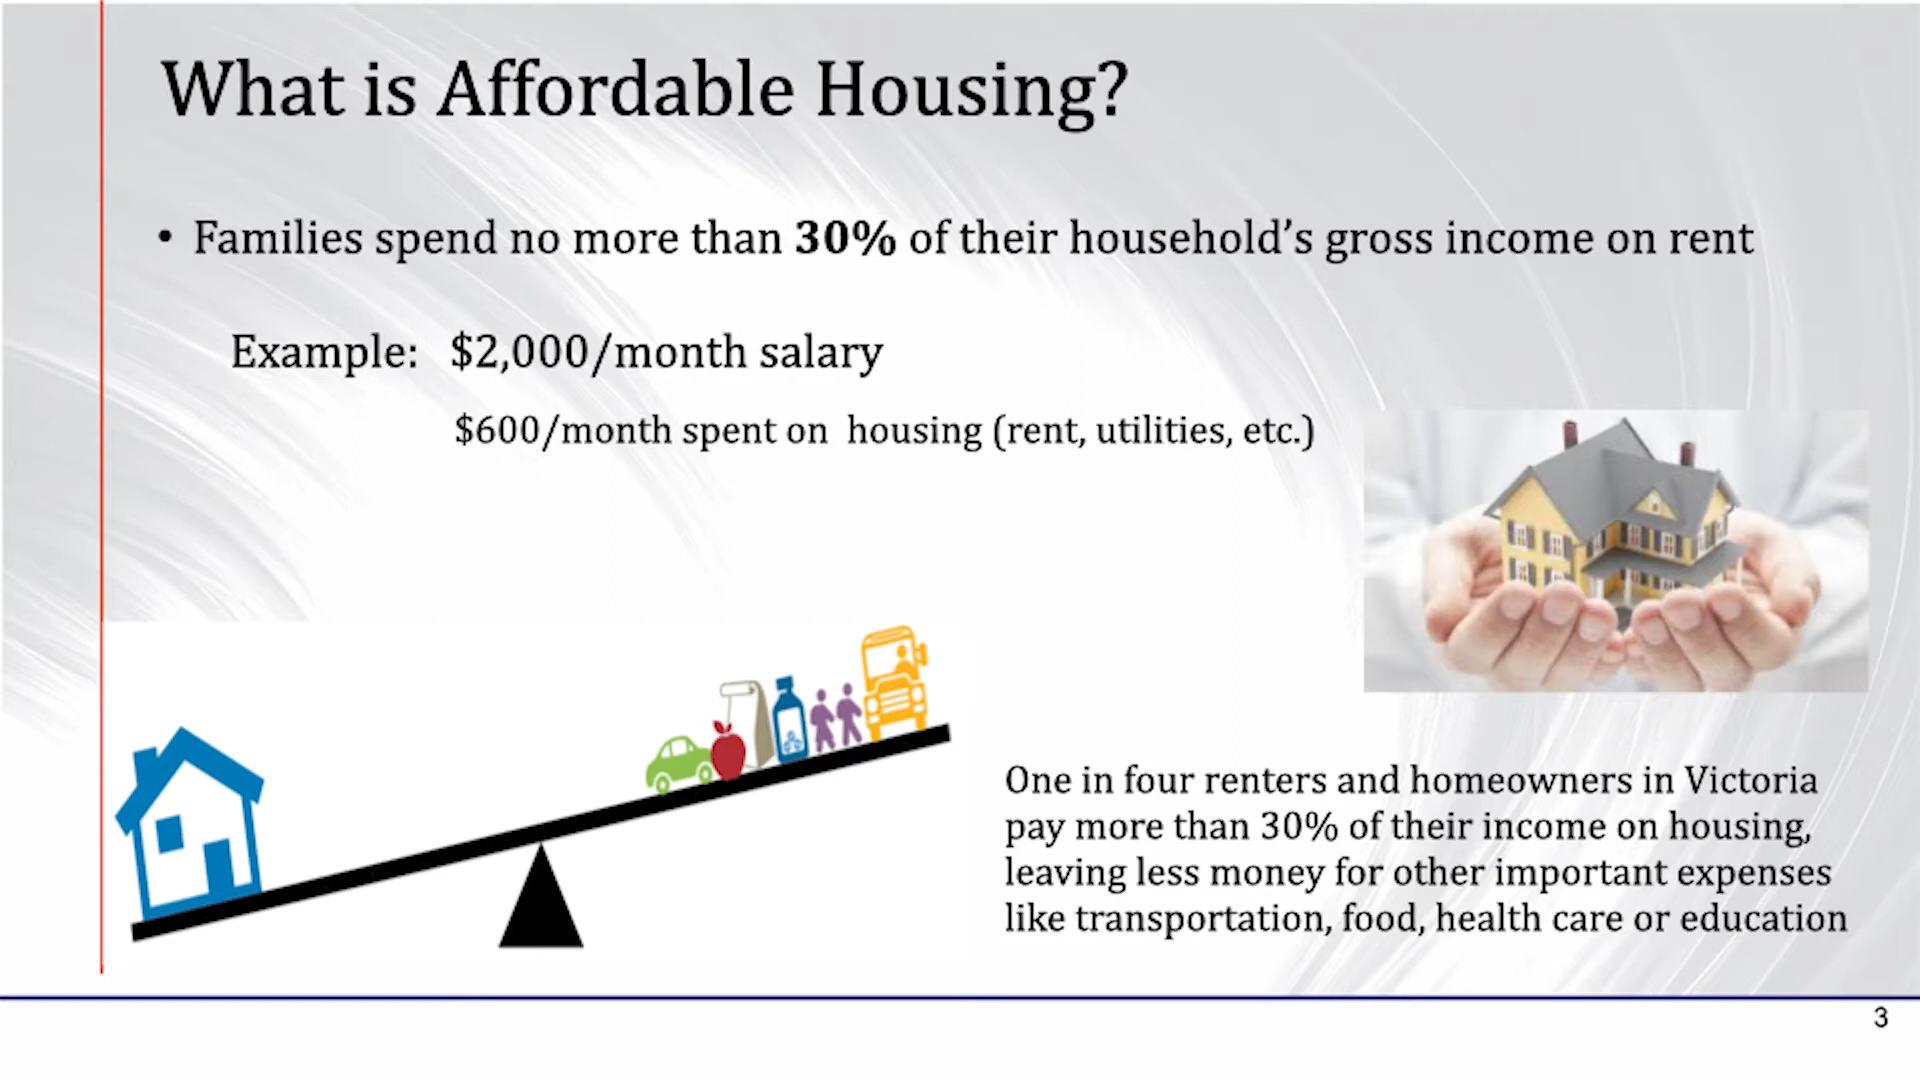 What is Affordable Housing?
• Families spend no more than 30% of their household’s gross income on rent
Example: $2,000/month salary
$600/month spent on housing (rent, utilities, etc.)
One in four renters and homeowners in Victoria
pay more than 30% of their income on housing,
leaving less money for other important expenses
like transportation, food, health care or education
3